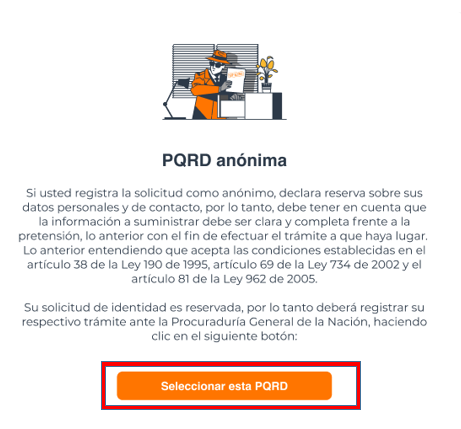 PQRD anónima
Si usted registra la solicitud como anónimo, declara reserva sobre sus
datos personales y de contacto, por lo tanto, debe tener en cuenta que
la información a suministrar debe ser clara y completa frente a la
pretensión, lo anterior con el fin de efectuar el trámite a que haya lugar.
Lo anterior entendiendo que acepta las condiciones establecidas en el
artículo 38 de la Ley 190 de 1995, artículo 69 de la Ley 734 de 2002 y el
artículo 81 de la Ley 962 de 2005.
Su solicitud de identidad es reservada, por lo tanto deberá registrar su
respectivo trámite ante la Procuraduría General de la Nación, haciendo
clic en el siguiente botón:
Seleccionar esta PQRD